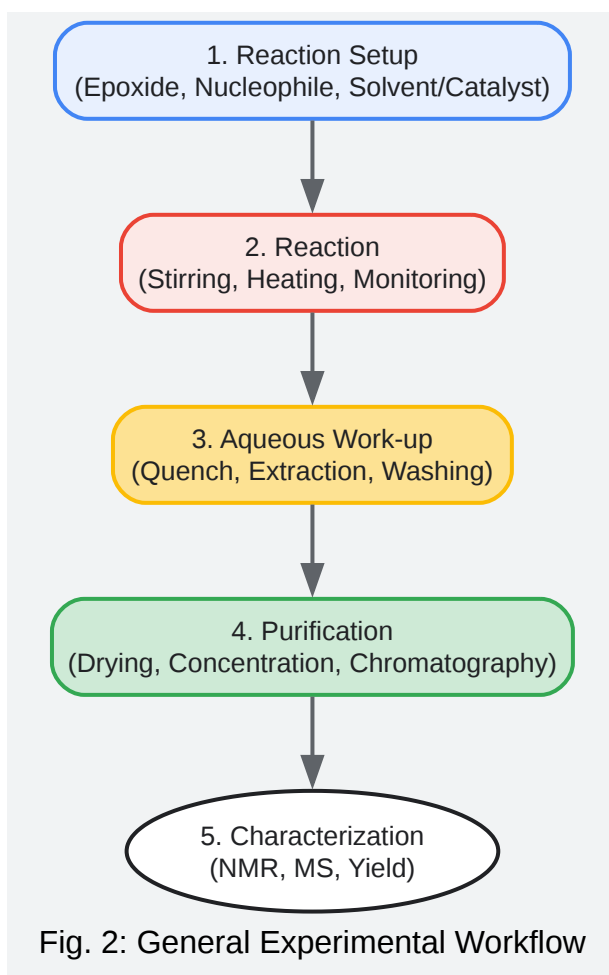 1. Reaction Setup
(Epoxide, Nucleophile, Solvent/Catalyst)
2. Reaction
(Stirring, Heating, Monitoring)
3. Aqueous Work-up
(Quench, Extraction, Washing)
4. Purification
(Drying, Concentration, Chromatography)
5. Characterization
(NMR, MS, Yield)
Fig. 2: General Experimental Workflow